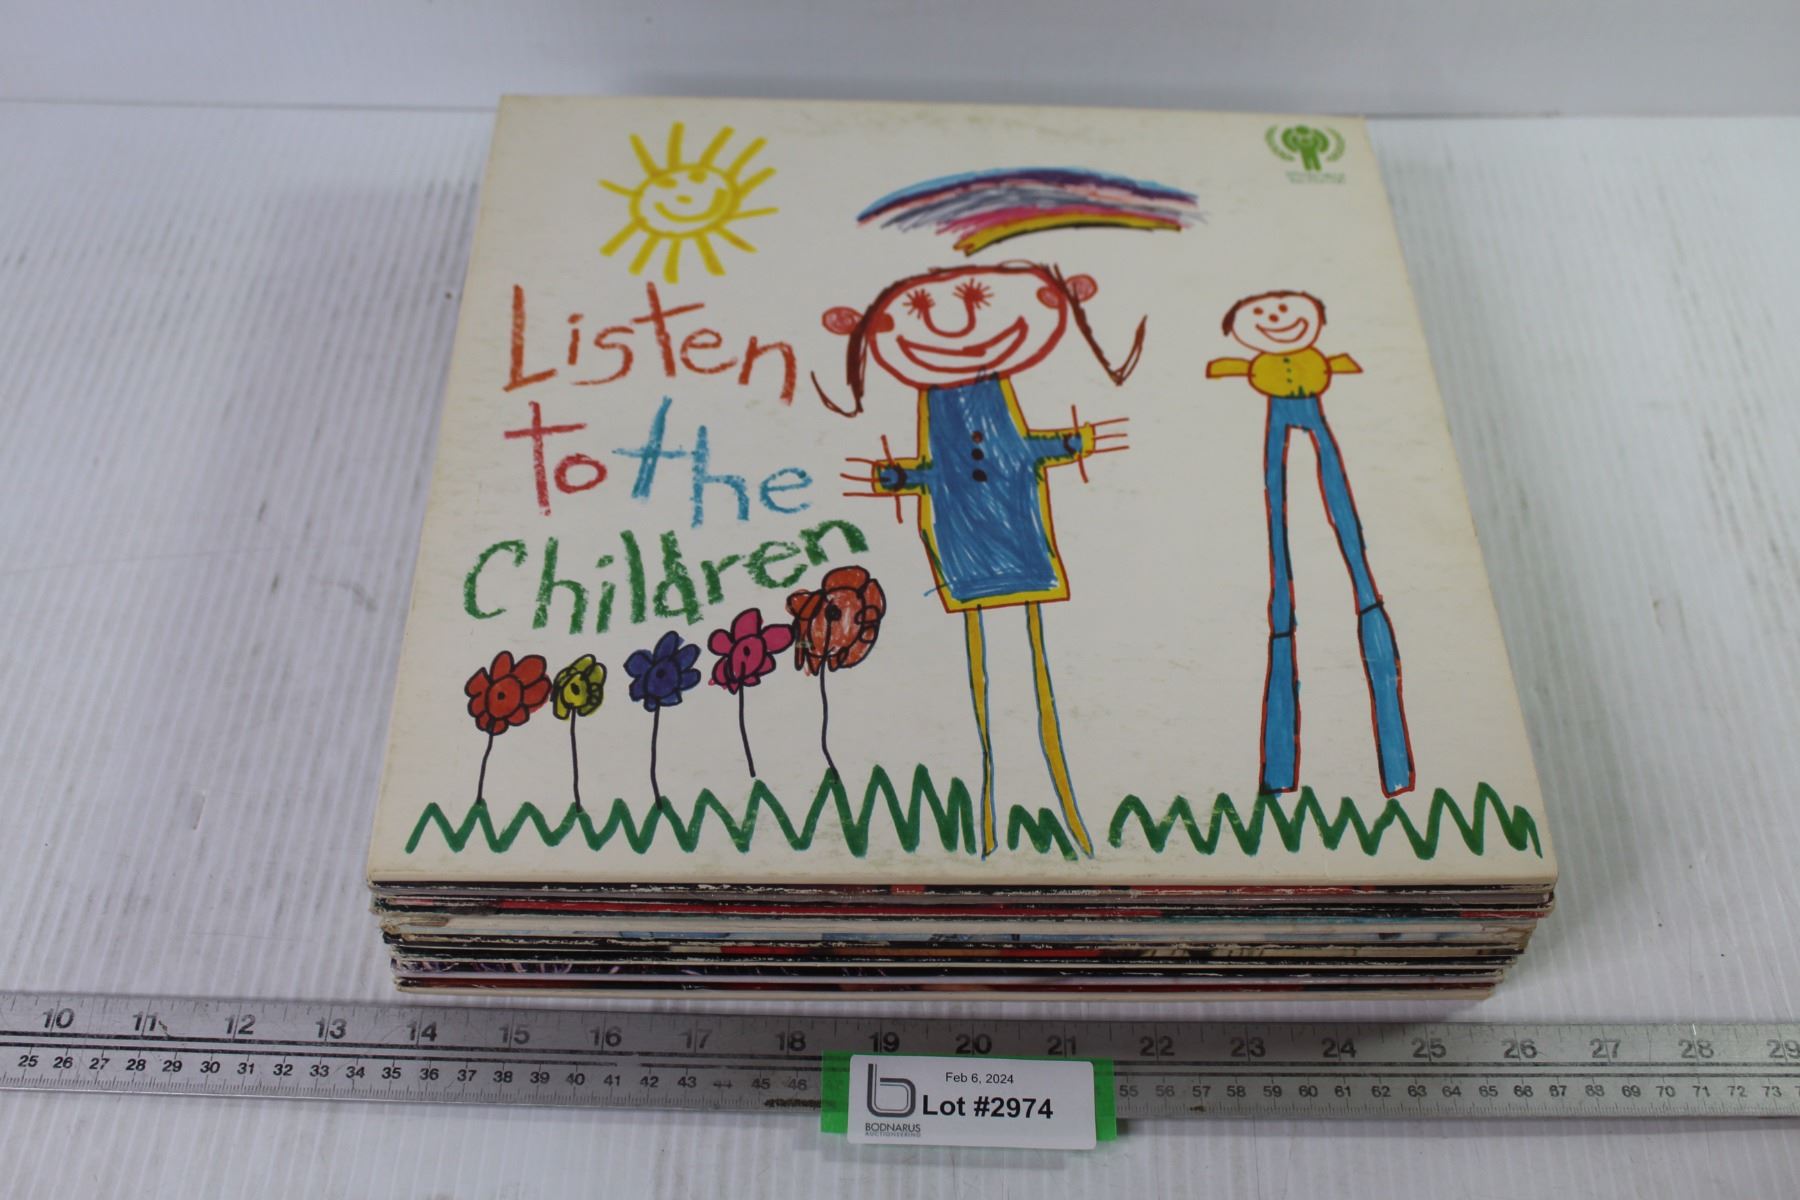 Listen
To the
Children
10 11 12 13 14 15 16 17 18 19 20 21 22 23 24 25 26 27 28 29
25 26 27 28 29 30 31 32 33 34 35 36 37 38 39 40 41 42 43 44 45 46 55 56 57 58 59 60 61 62 63 64 65 66 67 68 69 70 71 72 73
Feb 6, 2024
b Lot #2974
BODNARUS
AUCTIONEERING